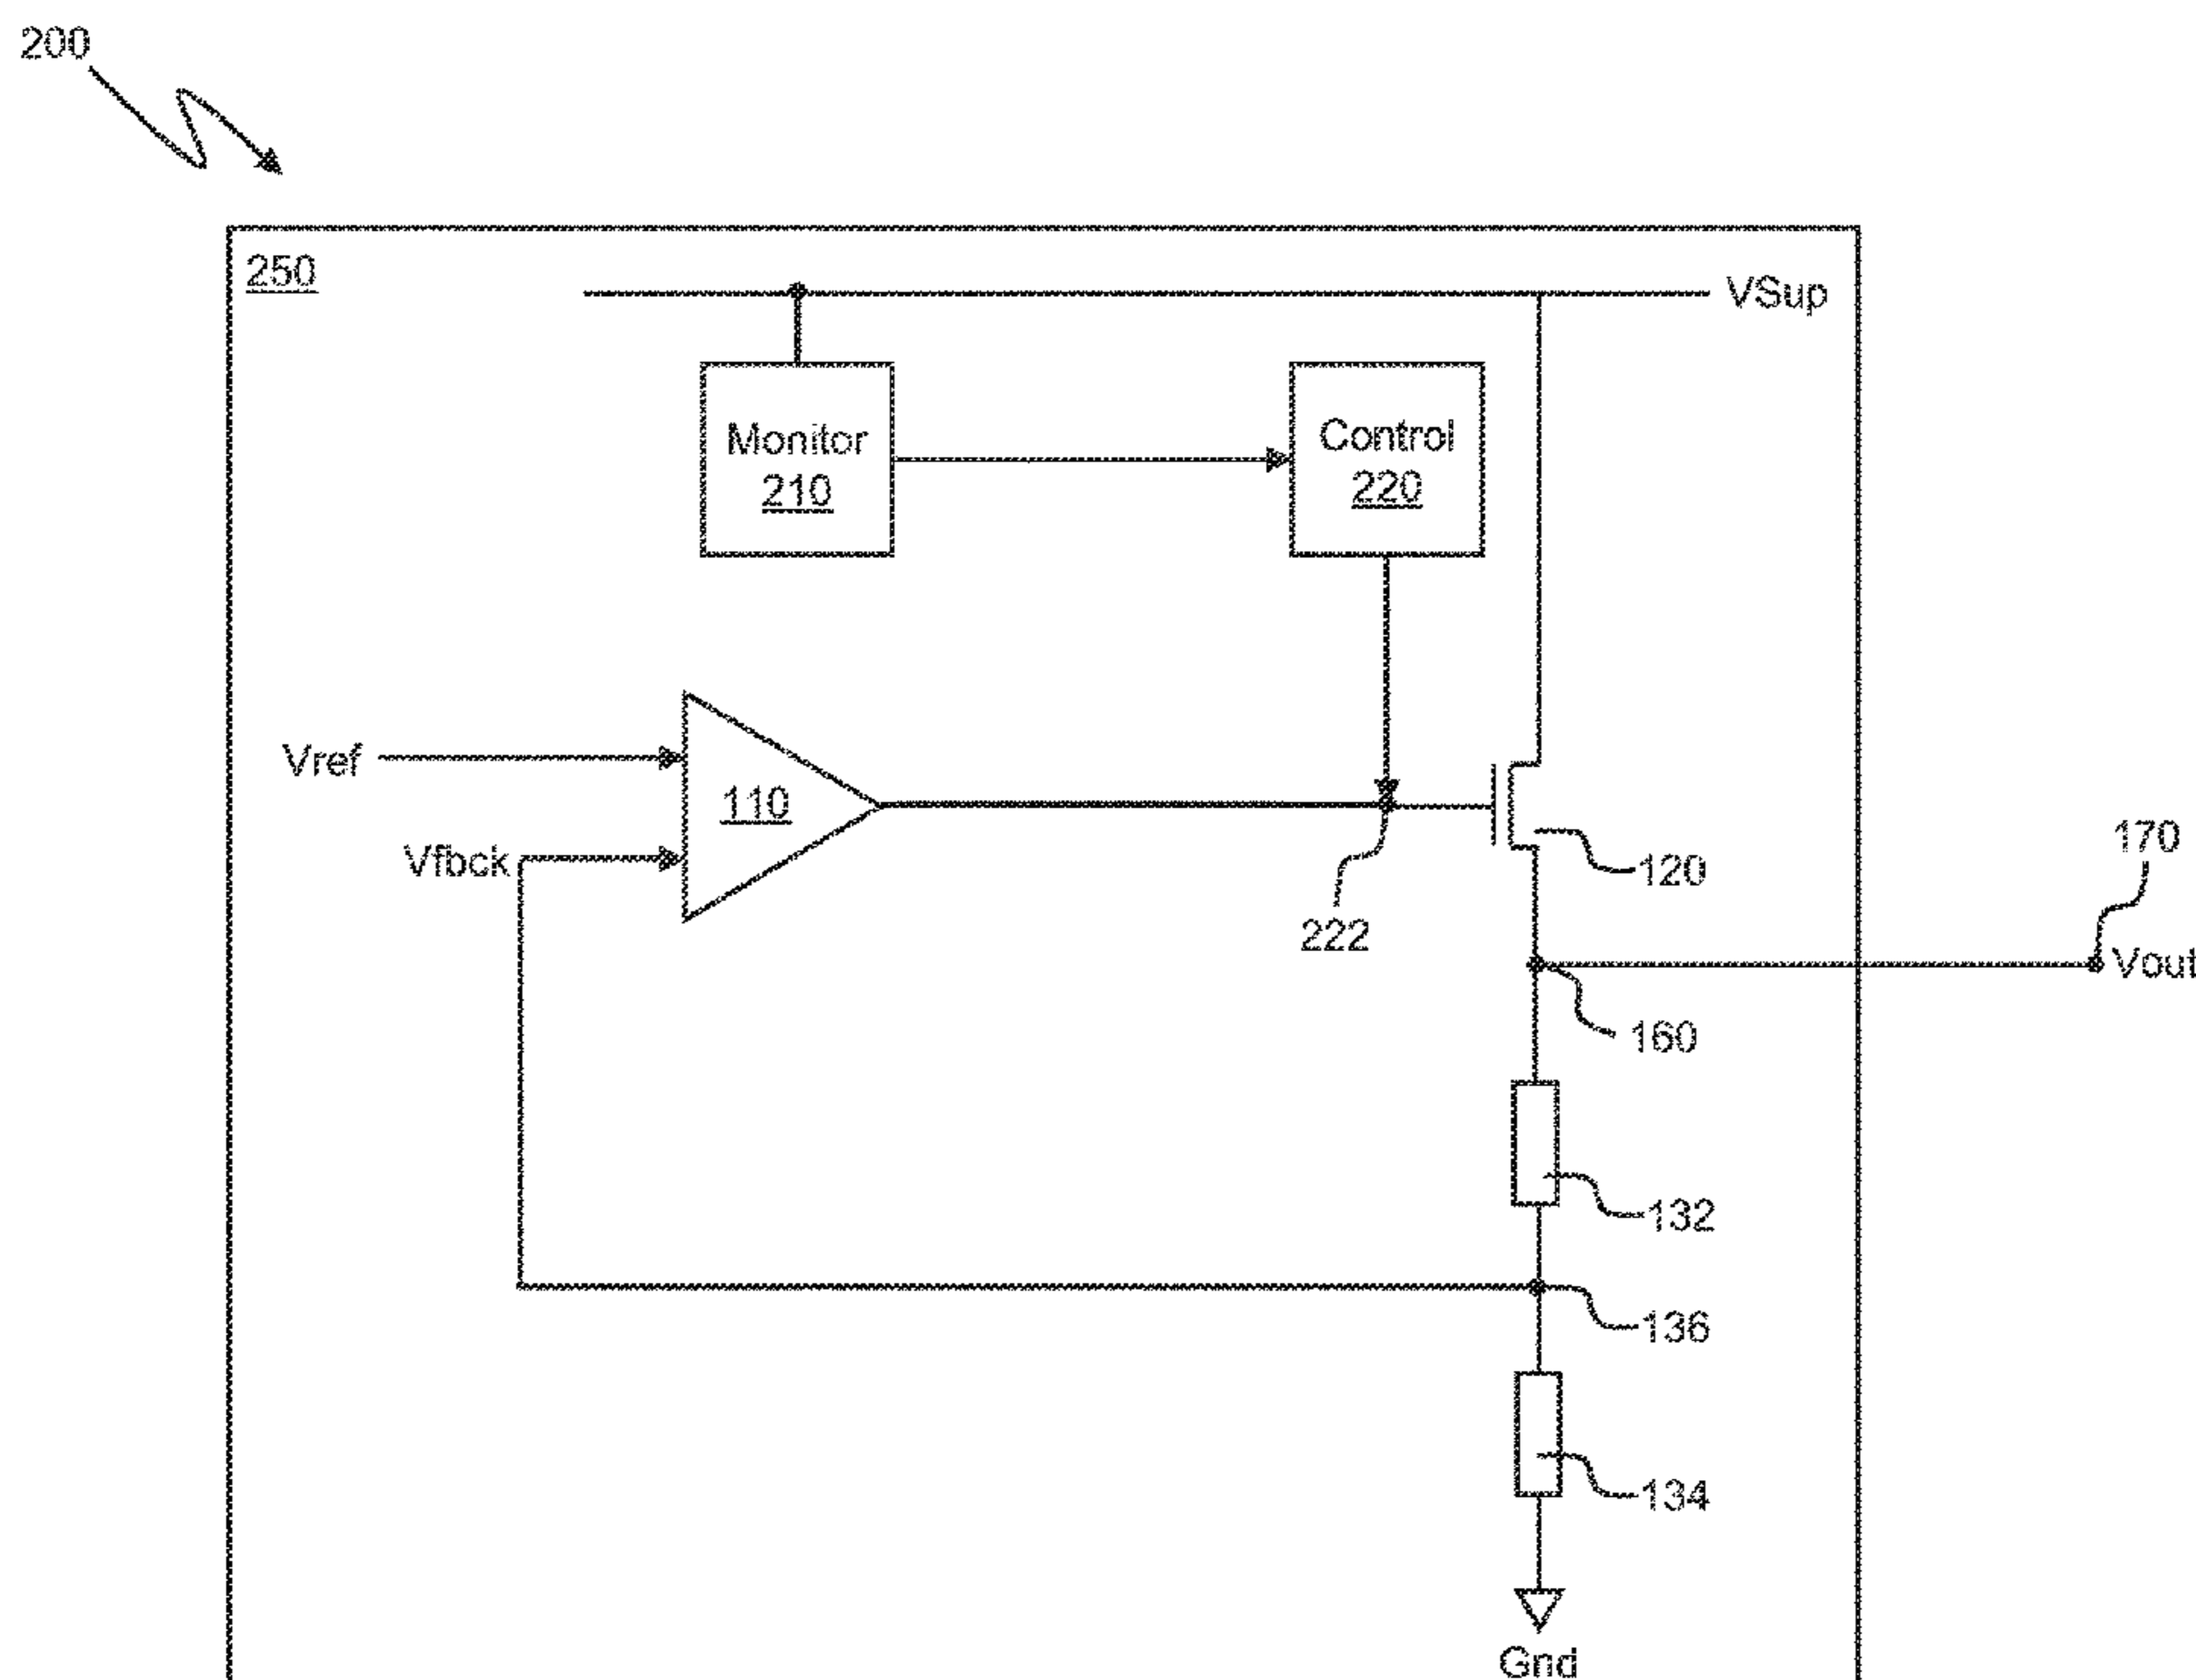 200
250
VSup
Monitor
210
Control
220
Vref
110
Vfbck
120
170
222
Vout
160
132
136
134
Gnd